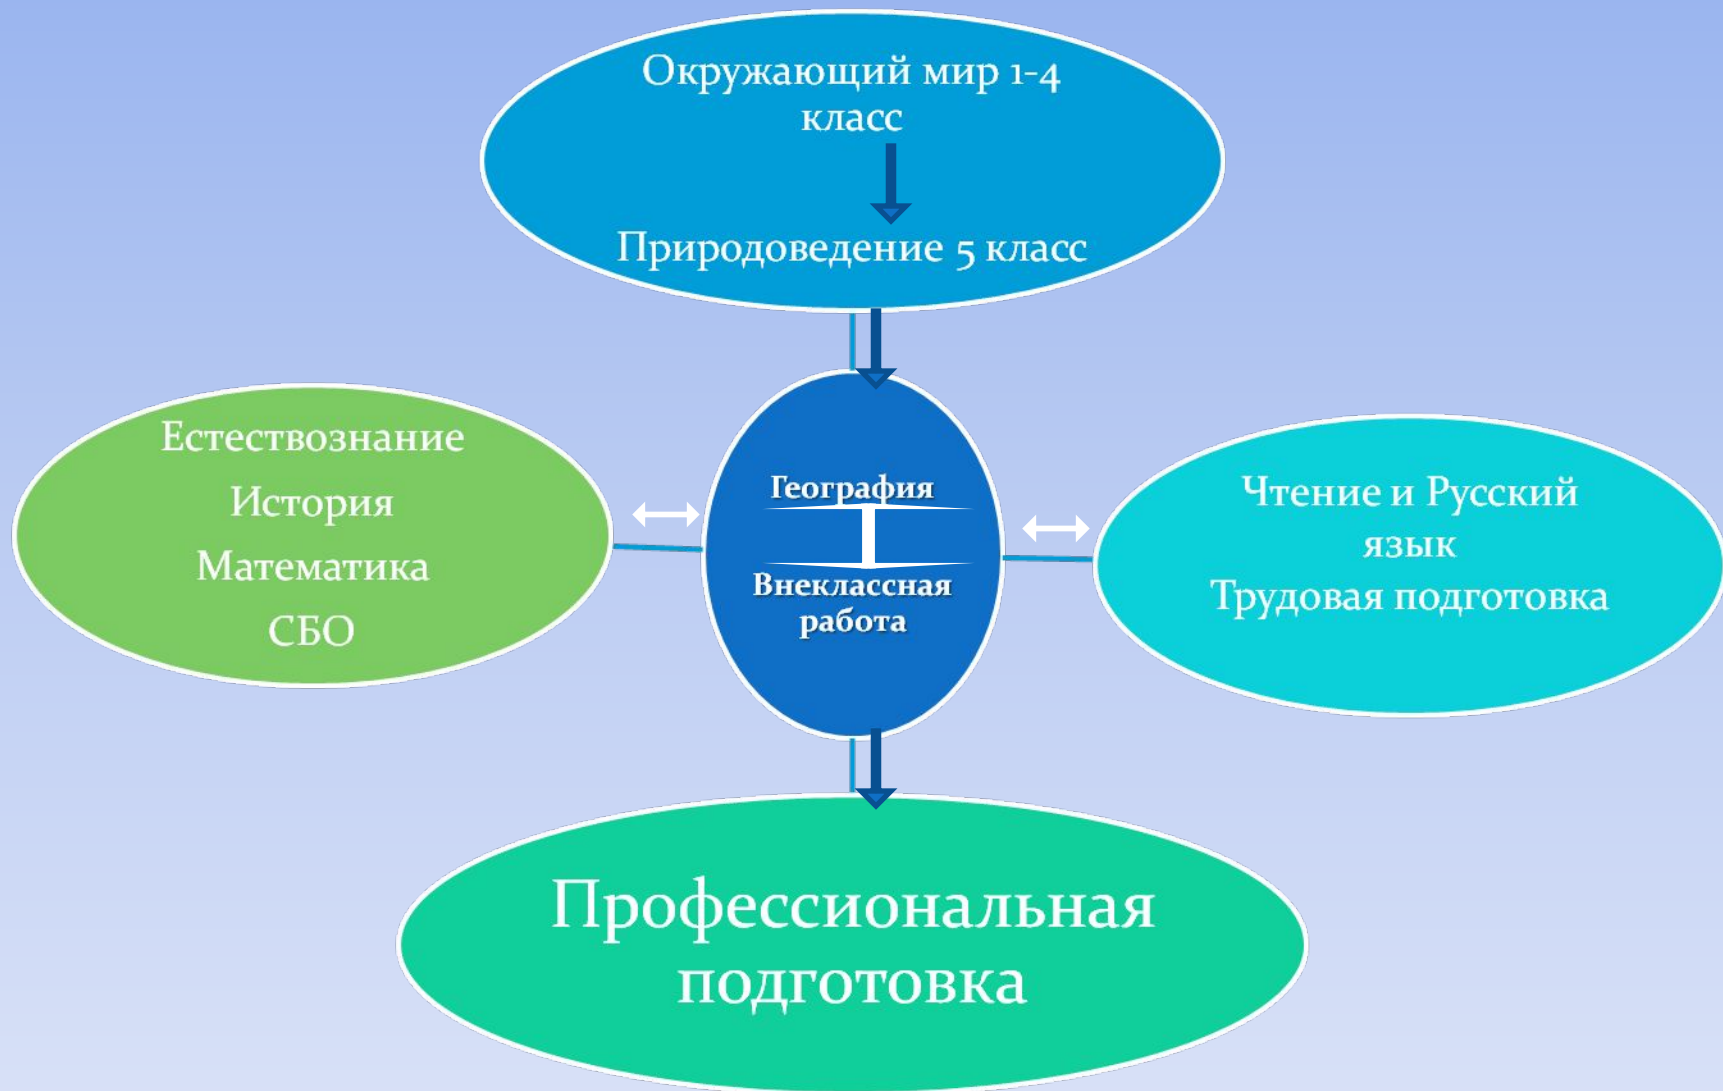 Окружающий мир 1-4
класс
Природоведение 5 класс
Естествознание
История
Математика
СБО
География
Внеклассная
работа
Чтение и Русский
язык
Трудовая подготовка
Профессиональная
подготовка